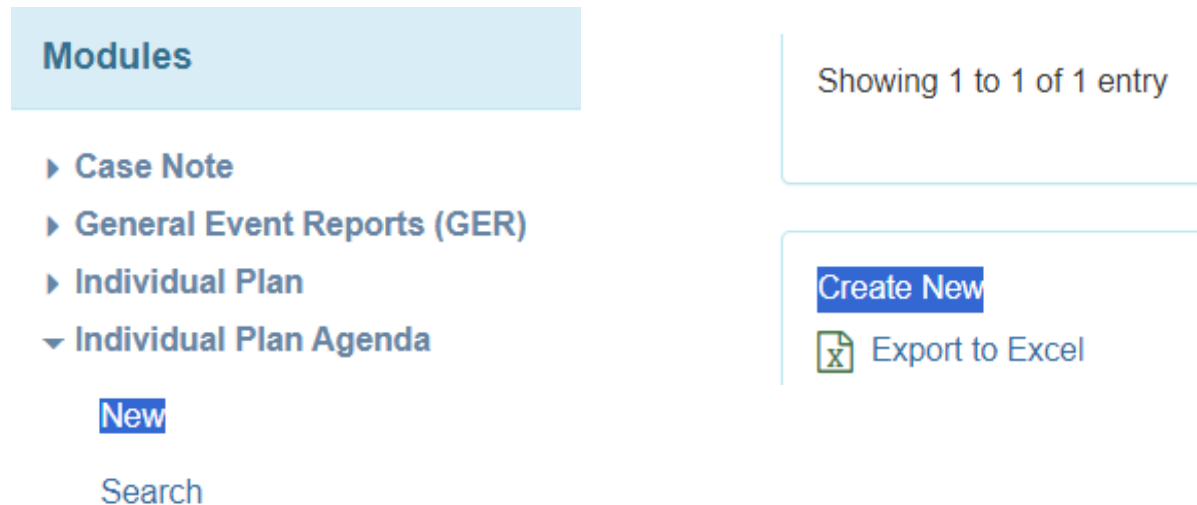 Modules
Case Note
General Event Reports (GER)
Individual Plan
Individual Plan Agenda
New
Search
Showing 1 to 1 of 1 entry
Create New
Export to Excel